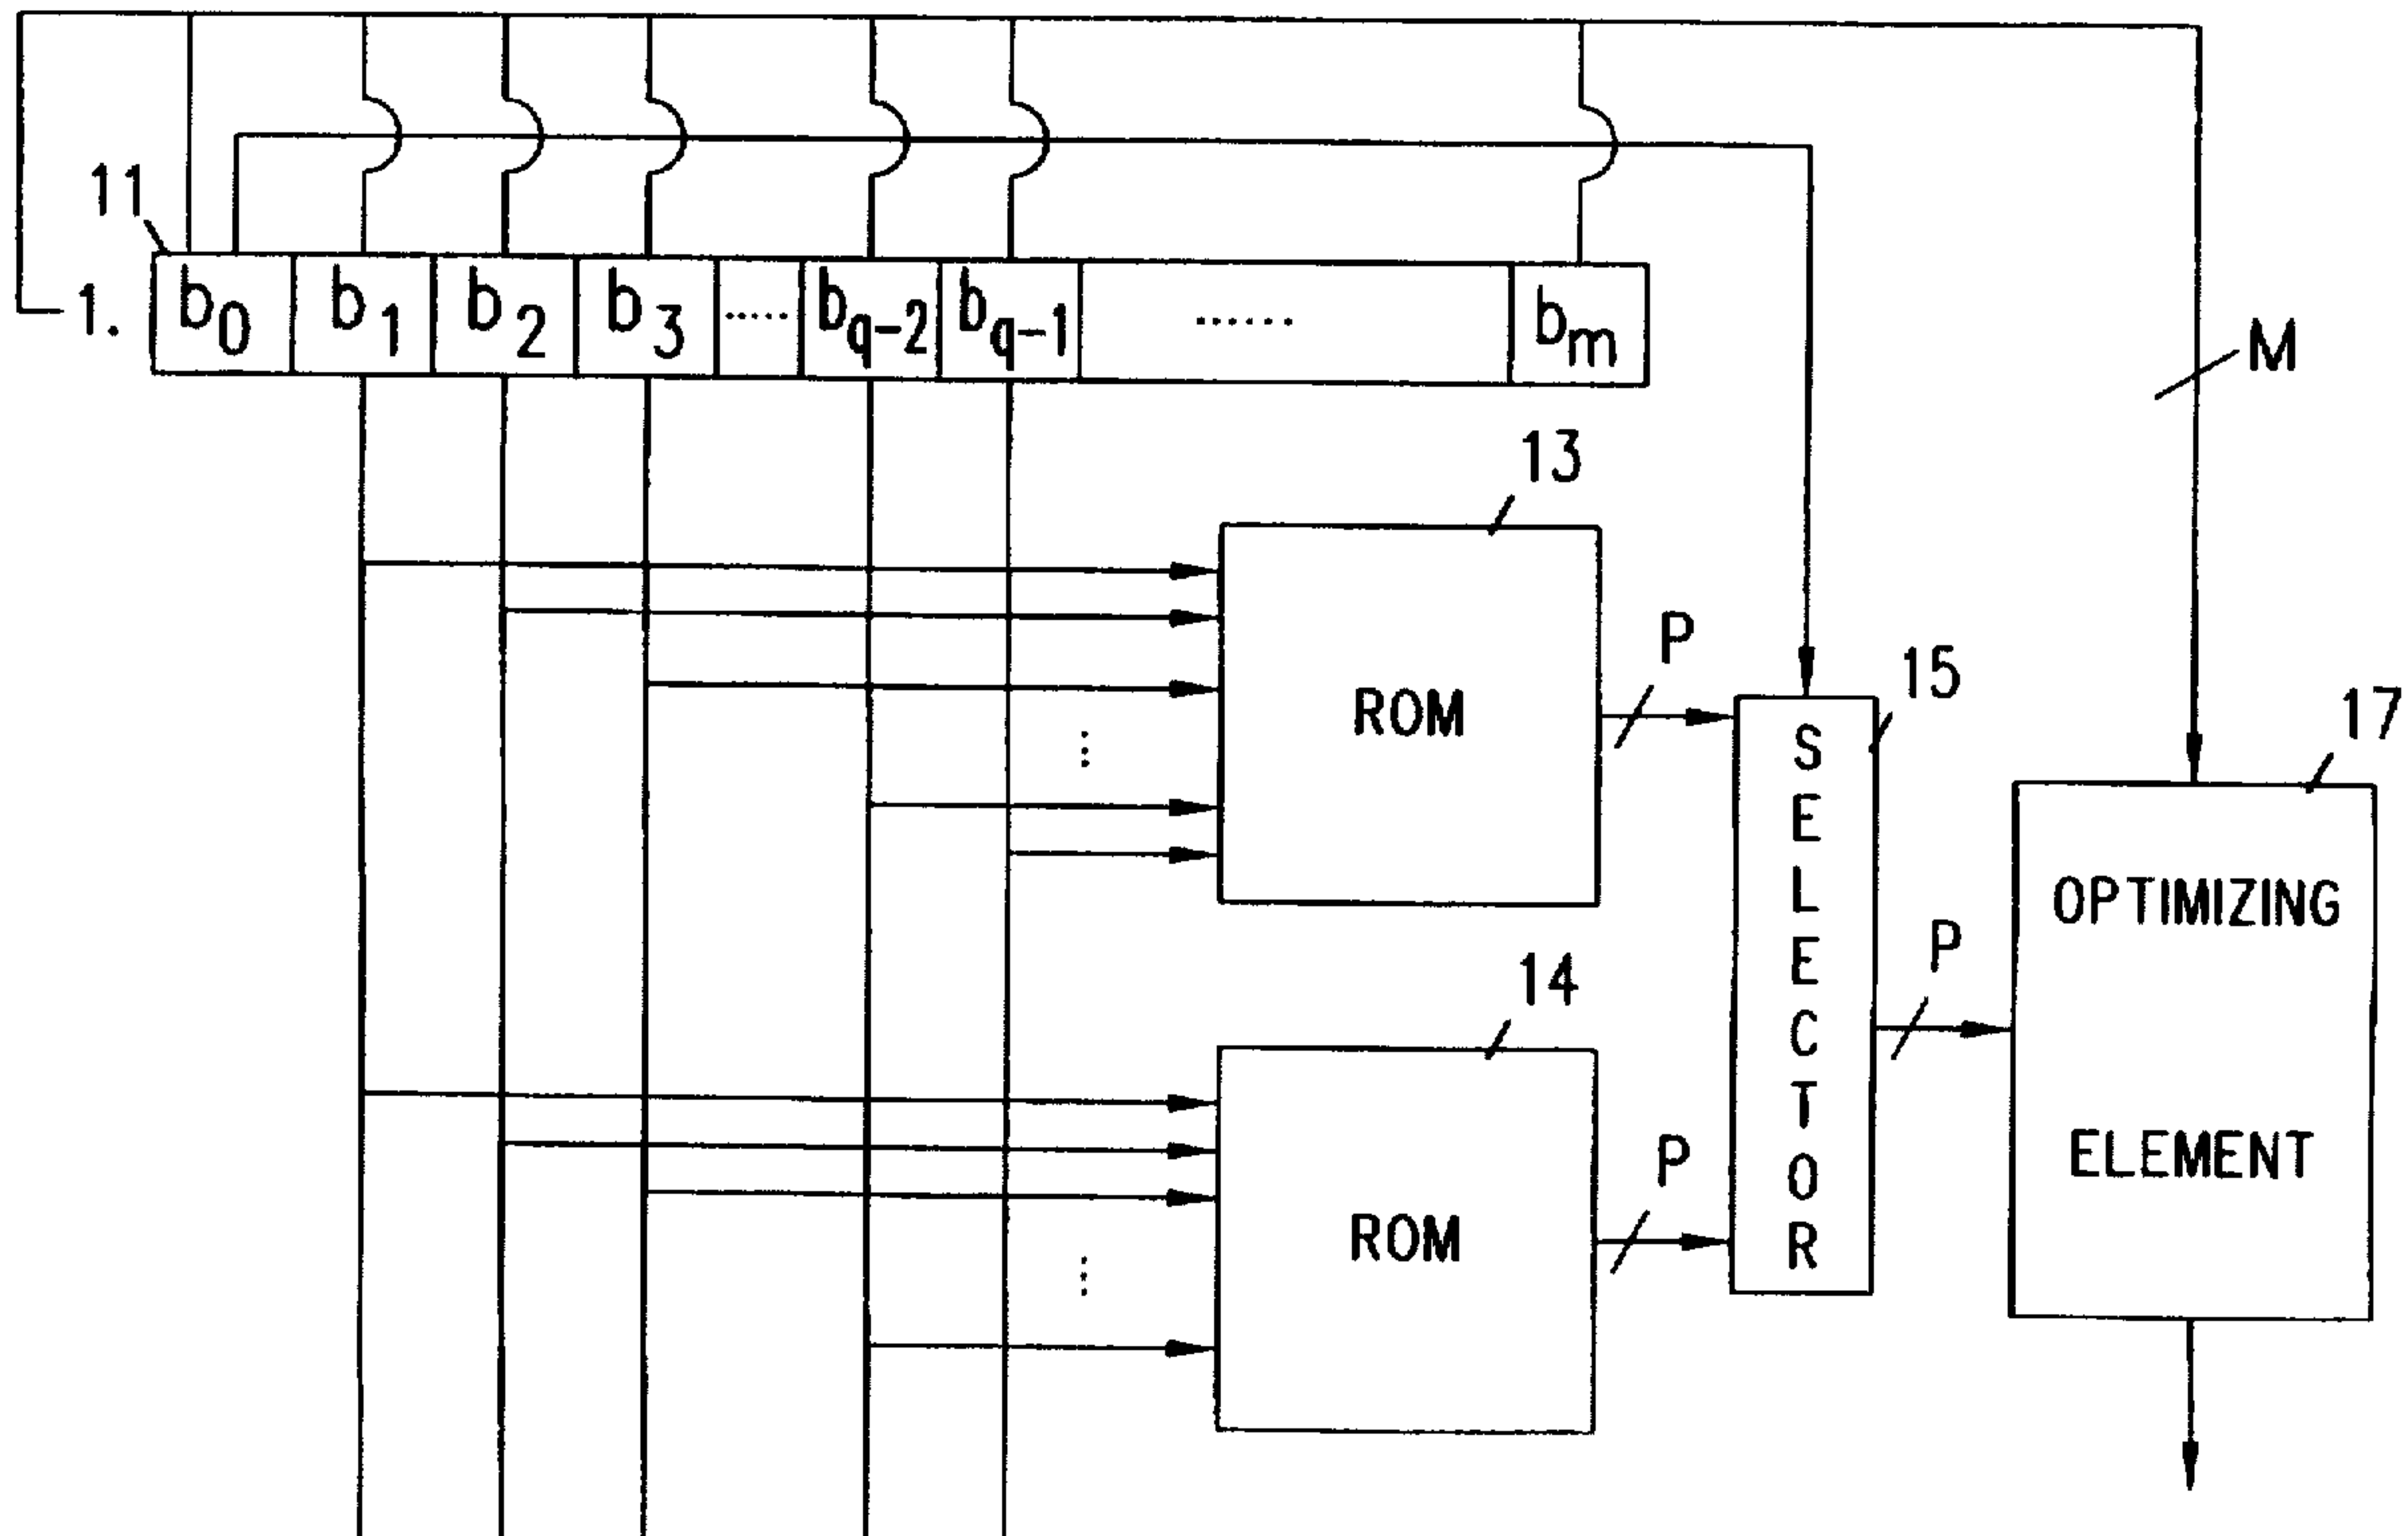 11
1. b0 b1 b2 b3 ..... bq-2 bq-1 ...... bm
M
13
ROM
P
15
SELECTOR
17
OPTIMIZING
ELEMENT
P
14
ROM
P